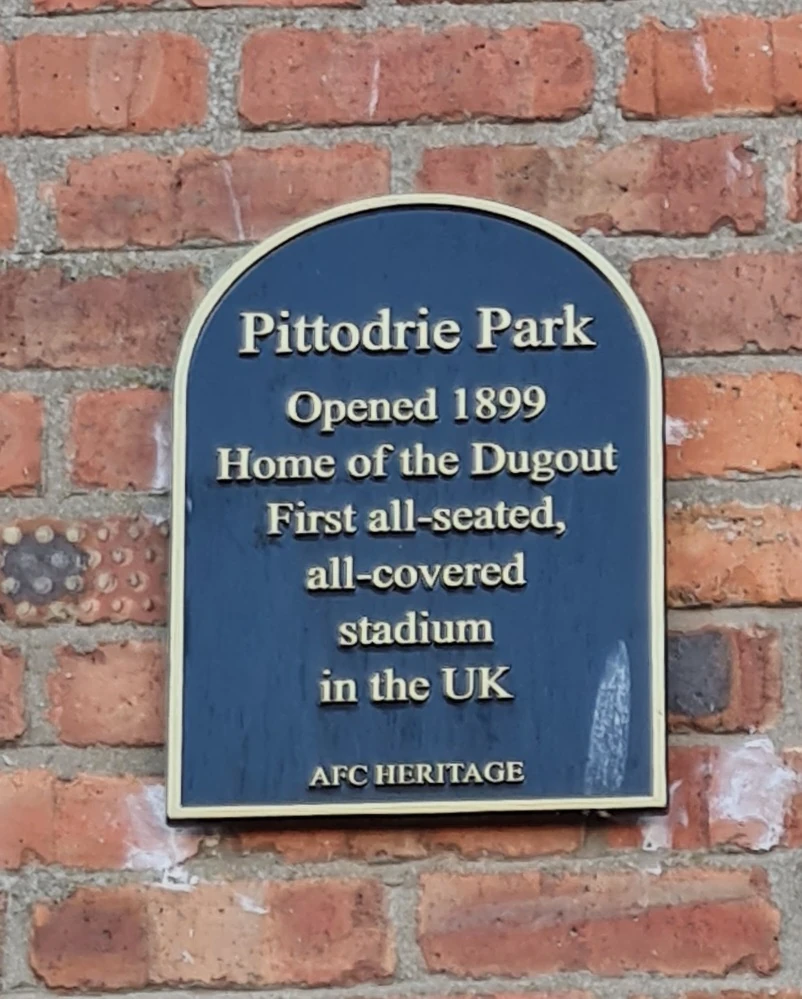 Pittodrie Park
Opened 1899
Home of the Dugout
First all-seated,
all-covered
stadium
in the UK
AFC HERITAGE